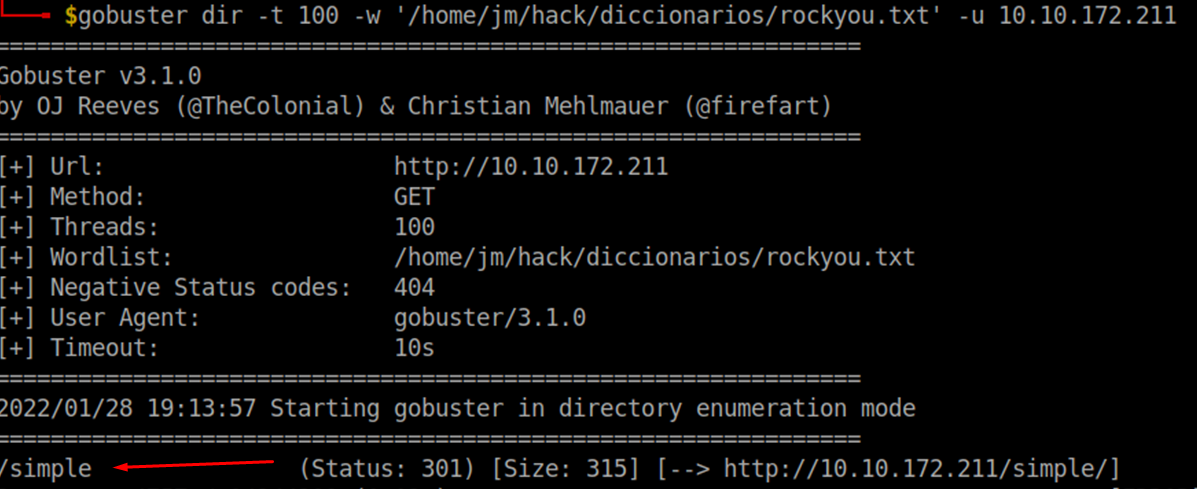 $gobuster dir -t 100 -w '/home/jm/hack/diccionarios/rockyou.txt' -u 10.10.172.211
===============================================================
Gobuster v3.1.0
by OJ Reeves (@TheColonial) & Christian Mehlmauer (@firefart)
===============================================================
[+] Url: http://10.10.172.211
[+] Method: GET
[+] Threads: 100
[+] Wordlist: /home/jm/hack/diccionarios/rockyou.txt
[+] Negative Status codes: 404
[+] User Agent: gobuster/3.1.0
[+] Timeout: 10s
===============================================================
2022/01/28 19:13:57 Starting gobuster in directory enumeration mode
===============================================================
/simple (Status: 301) [Size: 315] [--> http://10.10.172.211/simple/]